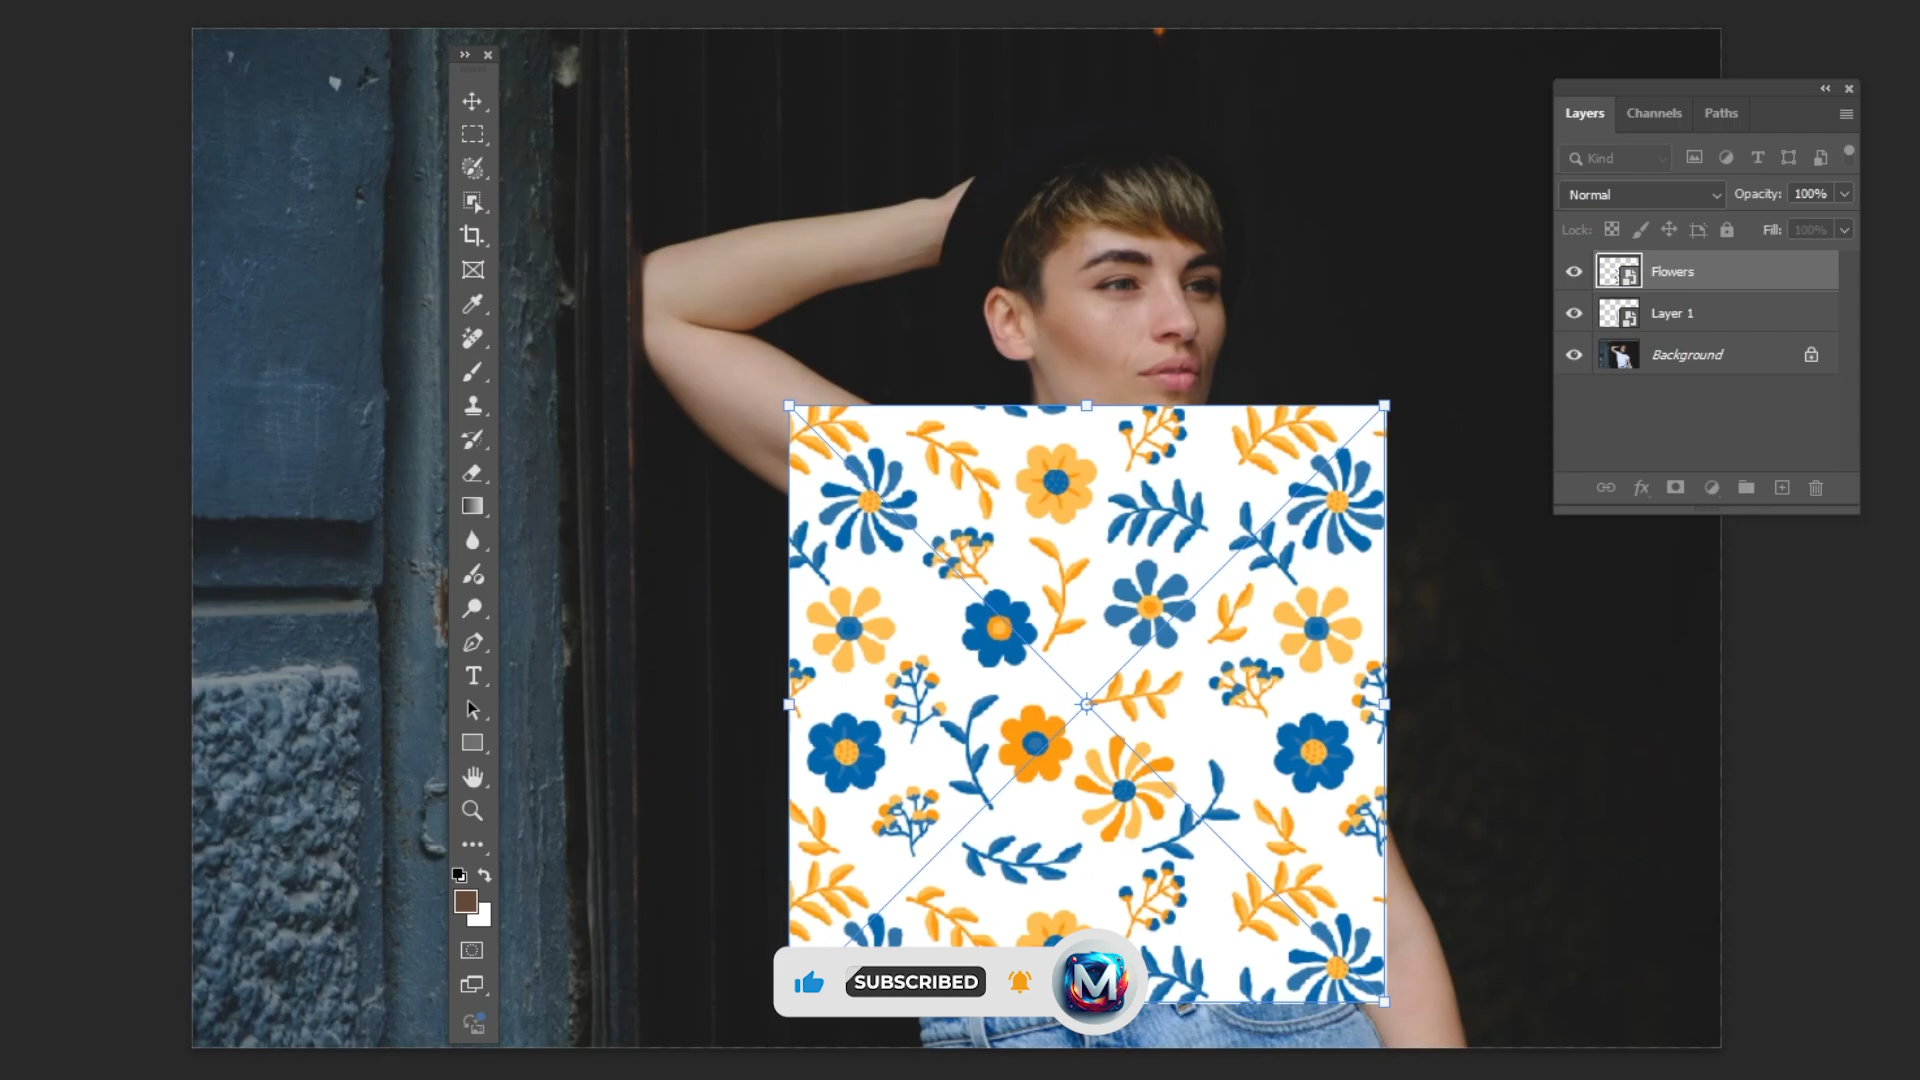 Layers Channels Paths
Kind
Normal Opacity: 100%
Lock: Fill: 100%
Flowers
Layer 1
Background
SUBSCRIBED
M